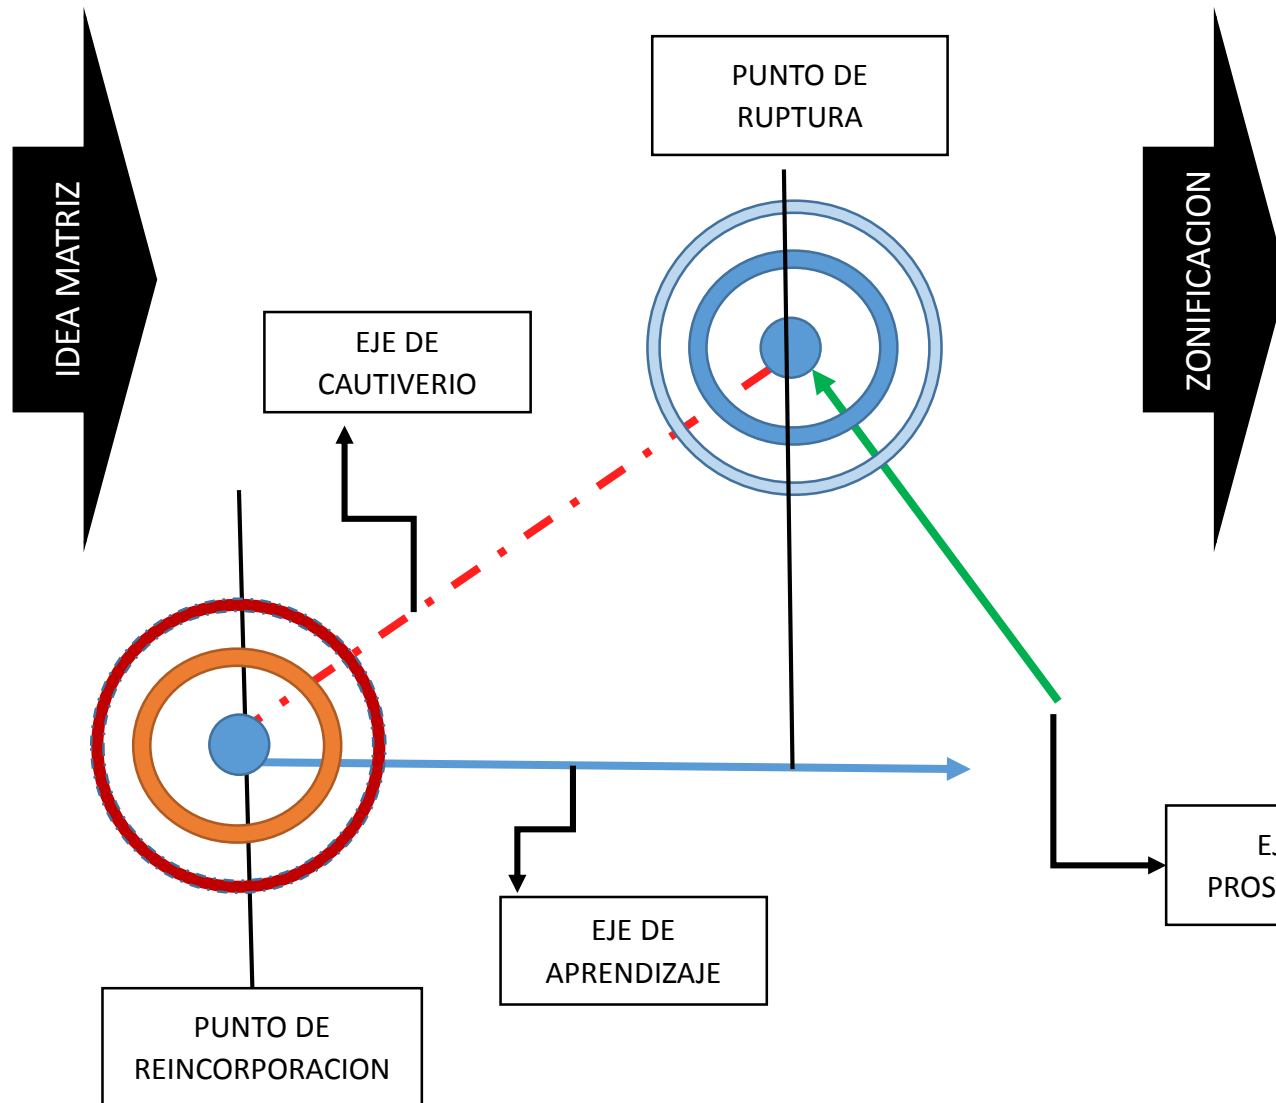 PUNTO DE
RUPTURA
IDEA MATRIZ
ZONIFICACION
EJE DE
CAUTIVERIO
EJE DE
APRENDIZAJE
PUNTO DE
REINCORPORACION